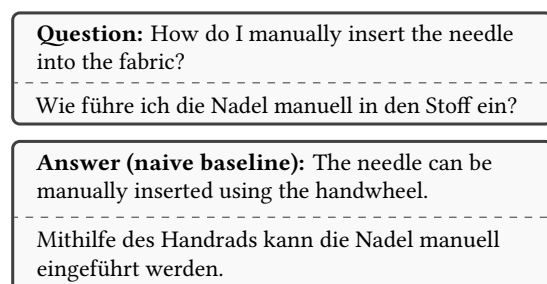 Question: How do I manually insert the needle
into the fabric?
Wie führe ich die Nadel manuell in den Stoff ein?
Answer (naive baseline): The needle can be
manually inserted using the handwheel.
Mithilfe des Handrads kann die Nadel manuell
eingeführt werden.